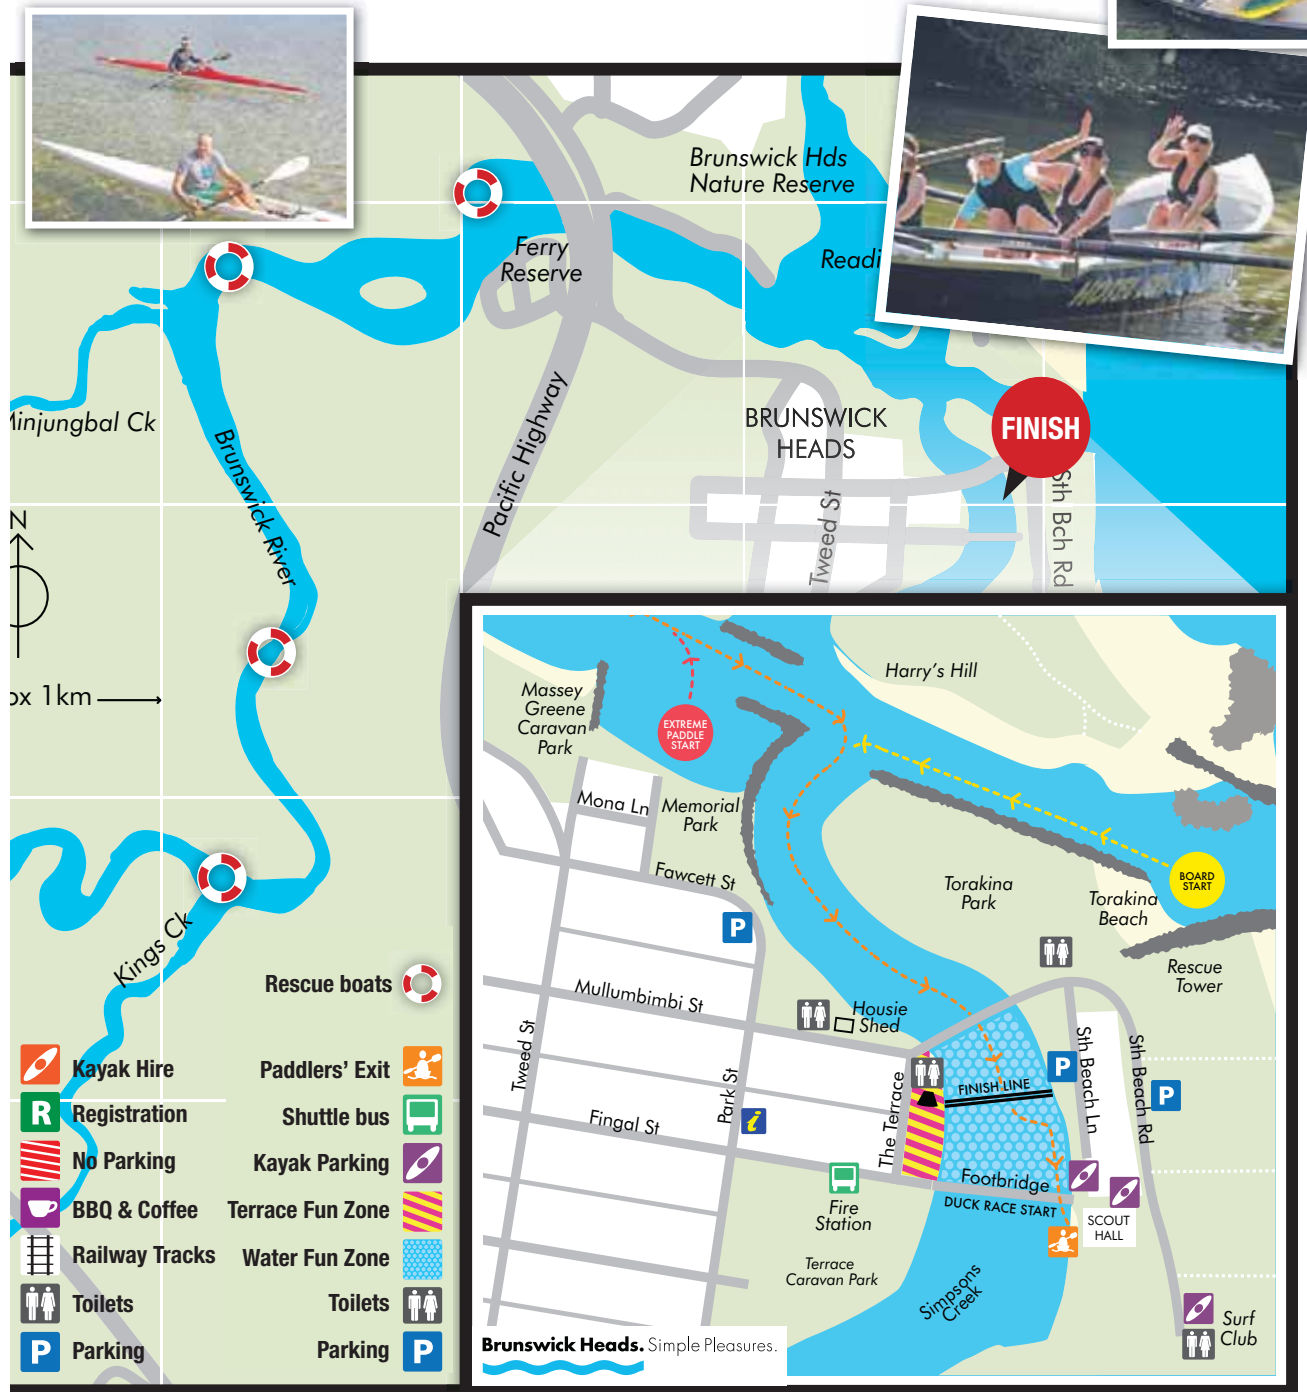 Brunswick Hds
Nature Reserve
Ferry
Reserve
Minjungbal Ck
Brunswick River
Pacific Highway
BRUNSWICK
HEADS
Tweed St
FINISH
Sth Bch Rd
N
1km
Kings Ck
Rescue boats
Kayak Hire
Paddlers' Exit
R
Registration
Shuttle bus
No Parking
Kayak Parking
BBQ & Coffee
Terrace Fun Zone
Railway Tracks
Water Fun Zone
Toilets
Toilets
P
Parking
Parking
P
Harry's Hill
Massey
Greene
Caravan
Park
EXTREME
PADDLE
START
Mona Ln
Memorial
Park
Fawcett St
P
BOARD
START
Torakina
Park
Torakina
Beach
Rescue
Tower
Mullumbimbi St
Housie
Shed
Tweed St
Park St
i
Fingal St
The Terrace
FINISH LINE
P
Sth Beach Ln
Sth Beach Rd
P
Footbridge
DUCK RACE START
SCOUT
HALL
Fire
Station
Terrace
Caravan Park
Simpsons
Creek
Surf
Club
Brunswick Heads. Simple Pleasures.